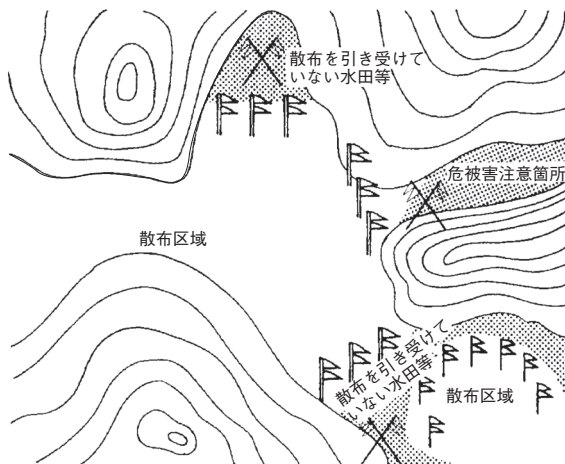 散布を引き受けて
いない水田等
危被害注意箇所
散布区域
散布を引き受けて
いない水田等
散布区域